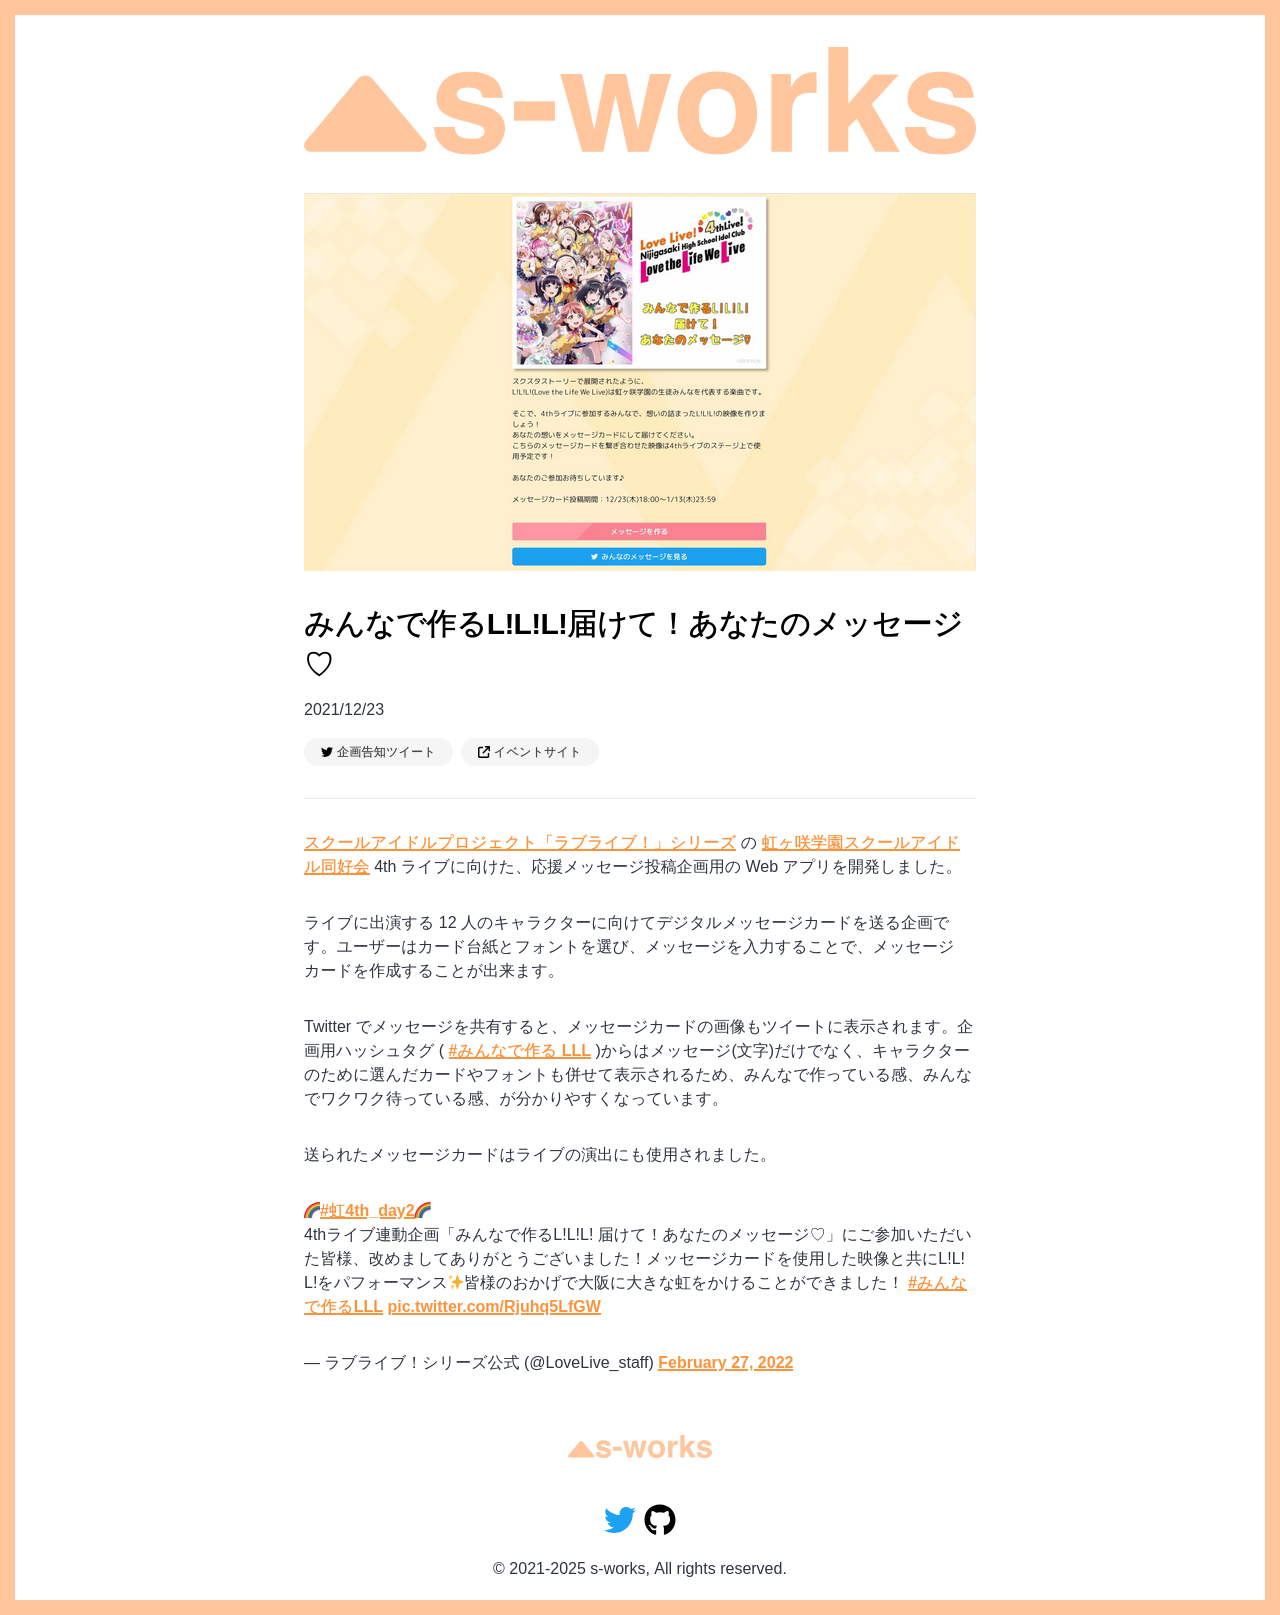 s-works
Love Live! 4thLive!
Nijigasaki High School Idol Club
Love the Life We Live
みんなで作るL!L!L!
届けて！
あなたのメッセージ♡
スクスタストーリーで展開されたように、
L!L!L!(Love the Life We Live)は虹ヶ咲学園の生徒みんなを代表する楽曲です。
そこで、4thライブに参加するみんなで、想いの詰まったL!L!L!の映像を作りま
しょう！
あなたの想いをメッセージカードにして届けてください。
こちらのメッセージカードを繋ぎ合わせた映像は4thライブのステージ上で使
用予定です！
あなたのご参加お待ちしています♪
メッセージカード投稿期間：12/23(木)18:00〜1/13(木)23:59
メッセージを作る
みんなのメッセージを見る
みんなで作るL!L!L!届けて！あなたのメッセージ
♡
2021/12/23
企画告知ツイート イベントサイト
スクールアイドルプロジェクト「ラブライブ！」シリーズ の 虹ヶ咲学園スクールアイド
ル同好会 4th ライブに向けた、応援メッセージ投稿企画用の Web アプリを開発しました。
ライブに出演する 12 人のキャラクターに向けてデジタルメッセージカードを送る企画で
す。ユーザーはカード台紙とフォントを選び、メッセージを入力することで、メッセージ
カードを作成することが出来ます。
Twitter でメッセージを共有すると、メッセージカードの画像もツイートに表示されます。企
画用ハッシュタグ ( #みんなで作る LLL )からはメッセージ(文字)だけでなく、キャラクター
のために選んだカードやフォントも併せて表示されるため、みんなで作っている感、みんな
でワクワク待っている感、が分かりやすくなっています。
送られたメッセージカードはライブの演出にも使用されました。
🌈#虹4th_day2🌈
4thライブ連動企画「みんなで作るL!L!L! 届けて！あなたのメッセージ♡」にご参加いただい
た皆様、改めましてありがとうございました！メッセージカードを使用した映像と共にL!L!
L!をパフォーマンス✨皆様のおかげで大阪に大きな虹をかけることができました！ #みんな
で作るLLL pic.twitter.com/Rjuhq5LfGW
— ラブライブ！シリーズ公式 (@LoveLive_staff) February 27, 2022
s-works
© 2021-2025 s-works, All rights reserved.